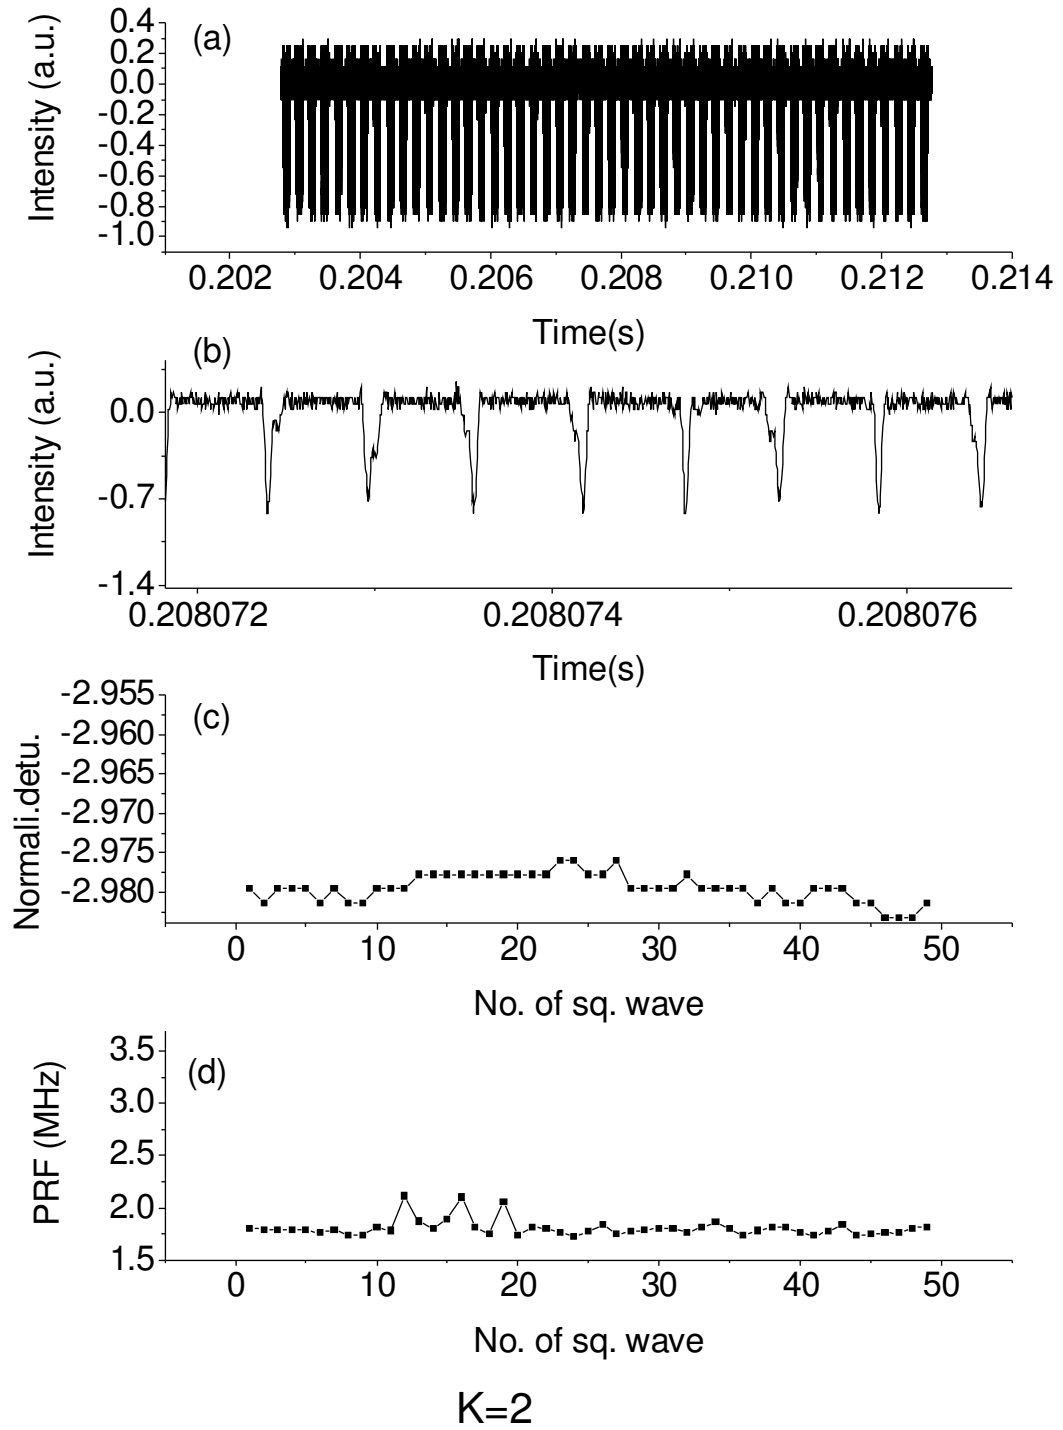 (a)
Intensity (a.u.)
0.4
0.2
0.0
-0.2
-0.4
-0.6
-0.8
-1.0
0.202 0.204 0.206 0.208 0.210 0.212 0.214
Time(s)
(b)
Intensity (a.u.)
0.0
-0.7
-1.4
0.208072 0.208074 0.208076
Time(s)
(c)
Normali.detu.
-2.955
-2.960
-2.965
-2.970
-2.975
-2.980
0 10 20 30 40 50
No. of sq. wave
(d)
PRF (MHz)
3.5
3.0
2.5
2.0
1.5
0 10 20 30 40 50
No. of sq. wave
K=2